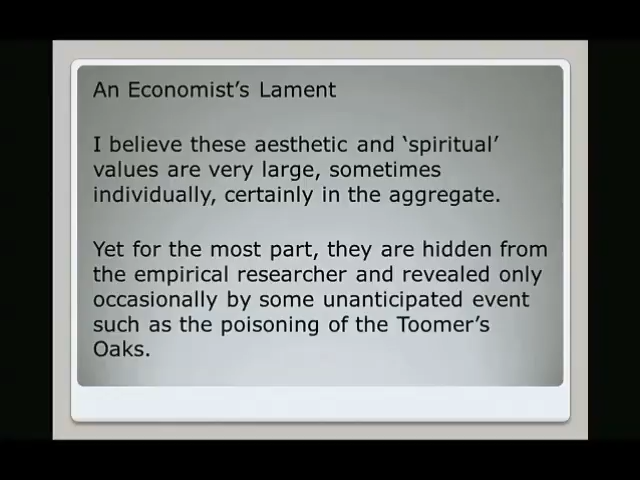 An Economist’s Lament
I believe these aesthetic and ‘spiritual’
values are very large, sometimes
individually, certainly in the aggregate.
Yet for the most part, they are hidden from
the empirical researcher and revealed only
occasionally by some unanticipated event
such as the poisoning of the Toomer’s
Oaks.